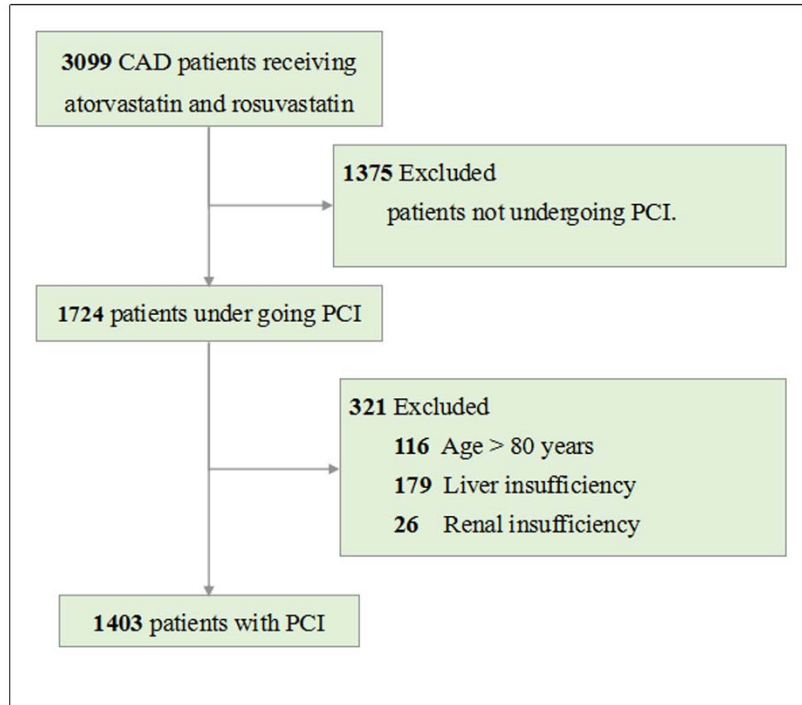 3099 CAD patients receiving
atorvastatin and rosuvastatin
1375 Excluded
patients not undergoing PCI.
1724 patients under going PCI
321 Excluded
116 Age > 80 years
179 Liver insufficiency
26 Renal insufficiency
1403 patients with PCI